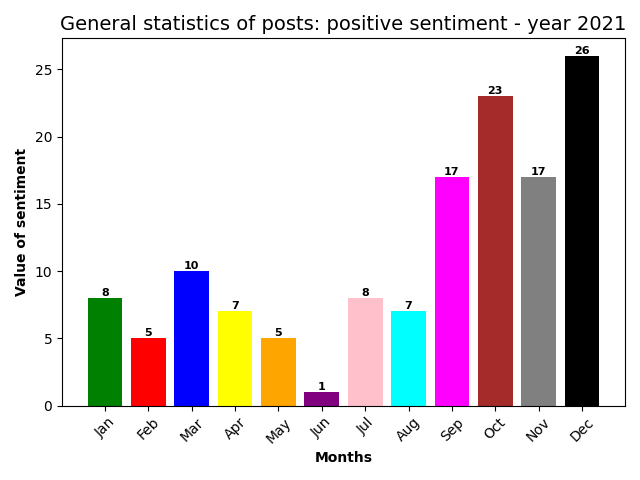 General statistics of posts: positive sentiment - year 2021
Value of sentiment
25
20
15
10
5
0
8
5
10
7
5
1
8
7
17
23
17
26
Jan
Feb
Mar
Apr
May
Jun
Jul
Aug
Sep
Oct
Nov
Dec
Months